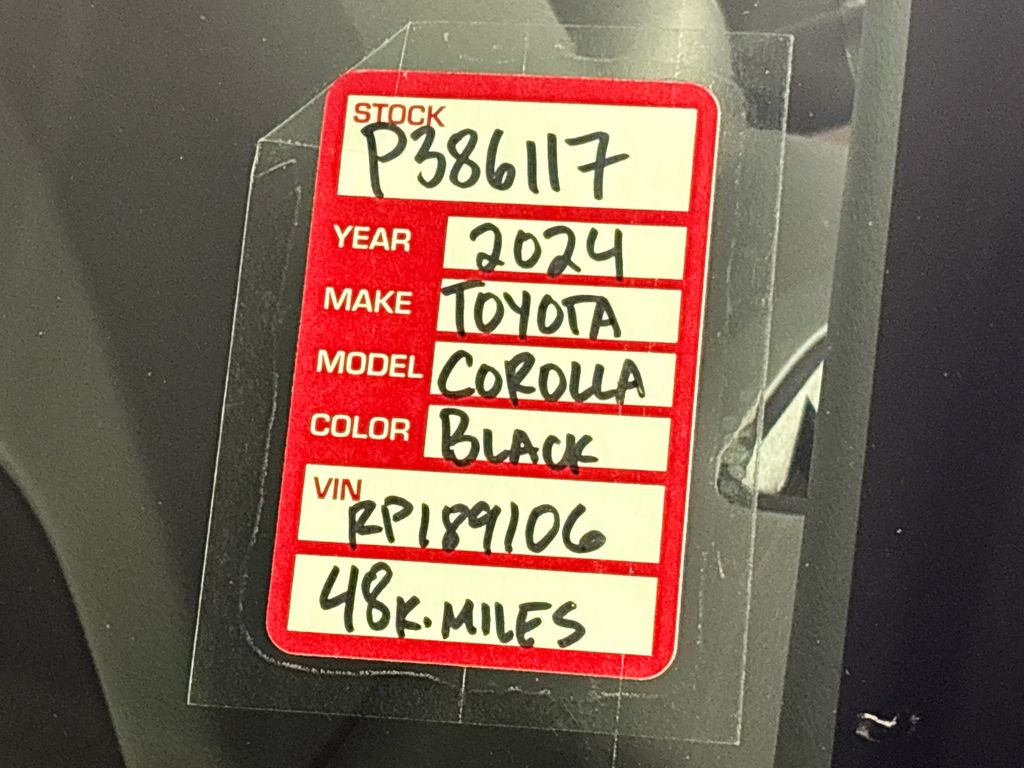 STOCK
P386117
YEAR 2024
MAKE TOYOTA
MODEL COROLLA
COLOR BLACK
VIN
RP189106
48K. MILES